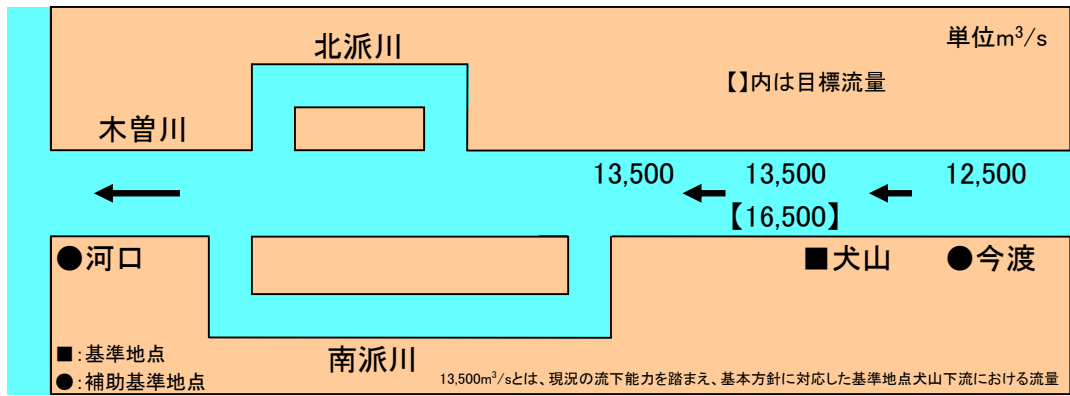 単位m³/s
北派川
【】内は目標流量
木曽川
13,500 13,500 12,500
【16,500】
●河口 ■犬山 ●今渡
■:基準地点
南派川
●:補助基準地点
13,500m³/sとは、現況の流下能力を踏まえ、基本方針に対応した基準地点犬山下流における流量